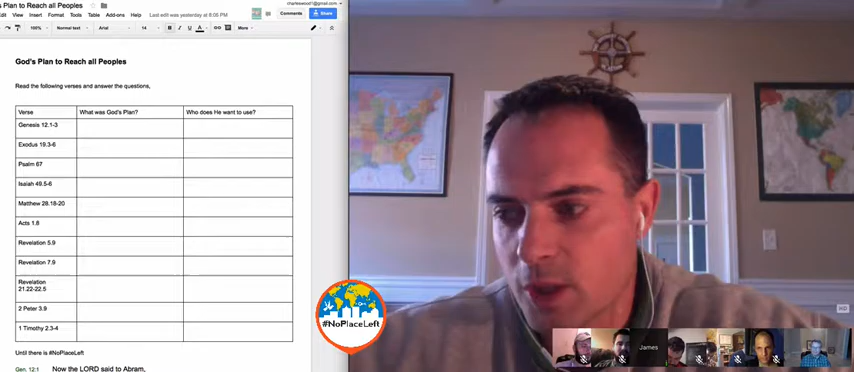 s Plan to Reach all Peoples
charleswood1@gmail.com
File Edit View Insert Format Tools Table Add-ons Help Last edit was yesterday at 8:05 PM
Comments
Share
100%
Normal text
Arial
14
B I U A
More
God's Plan to Reach all Peoples
Read the following verses and answer the questions,
Verse What was God's Plan? Who does He want to use?
Genesis 12.1-3
Exodus 19.3-6
Psalm 67
Isaiah 49.5-6
Matthew 28.18-20
Acts 1.8
Revelation 5.9
Revelation 7.9
Revelation
21.22-22.5
2 Peter 3.9
1 Timothy 2.3-4
Until there is #NoPlaceLeft
Gen. 12:1 Now the LORD said to Abram,
#NoPlaceLeft
HD
James